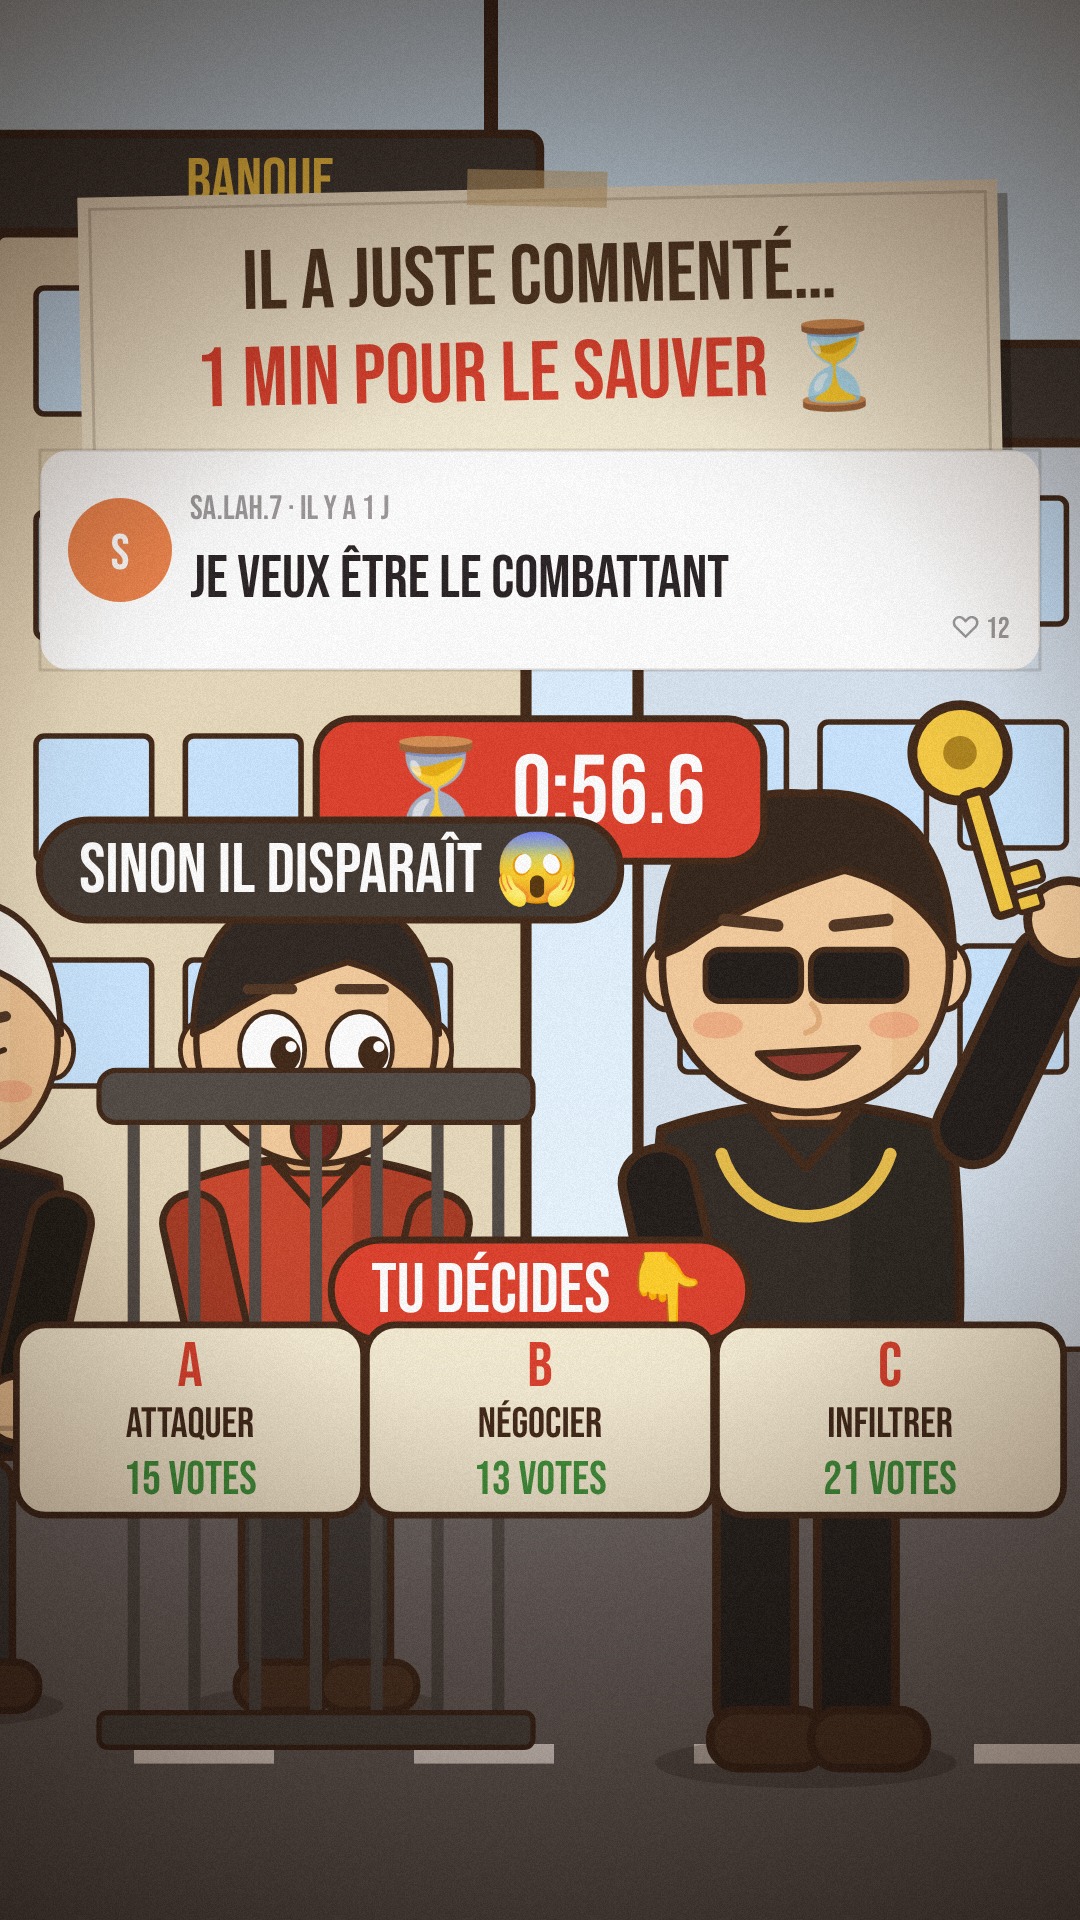 BANQUE
IL A JUSTE COMMENTÉ...
1 MIN POUR LE SAUVER ⏳
SA.LAH.7 · IL Y A 1 J
S
JE VEUX ÊTRE LE COMBATTANT
♡ 12
⏳ 0:56.6
SINON IL DISPARAÎT 😱
TU DÉCIDES 👇
A
ATTAQUER
15 VOTES
B
NÉGOCIER
13 VOTES
C
INFILTRER
21 VOTES